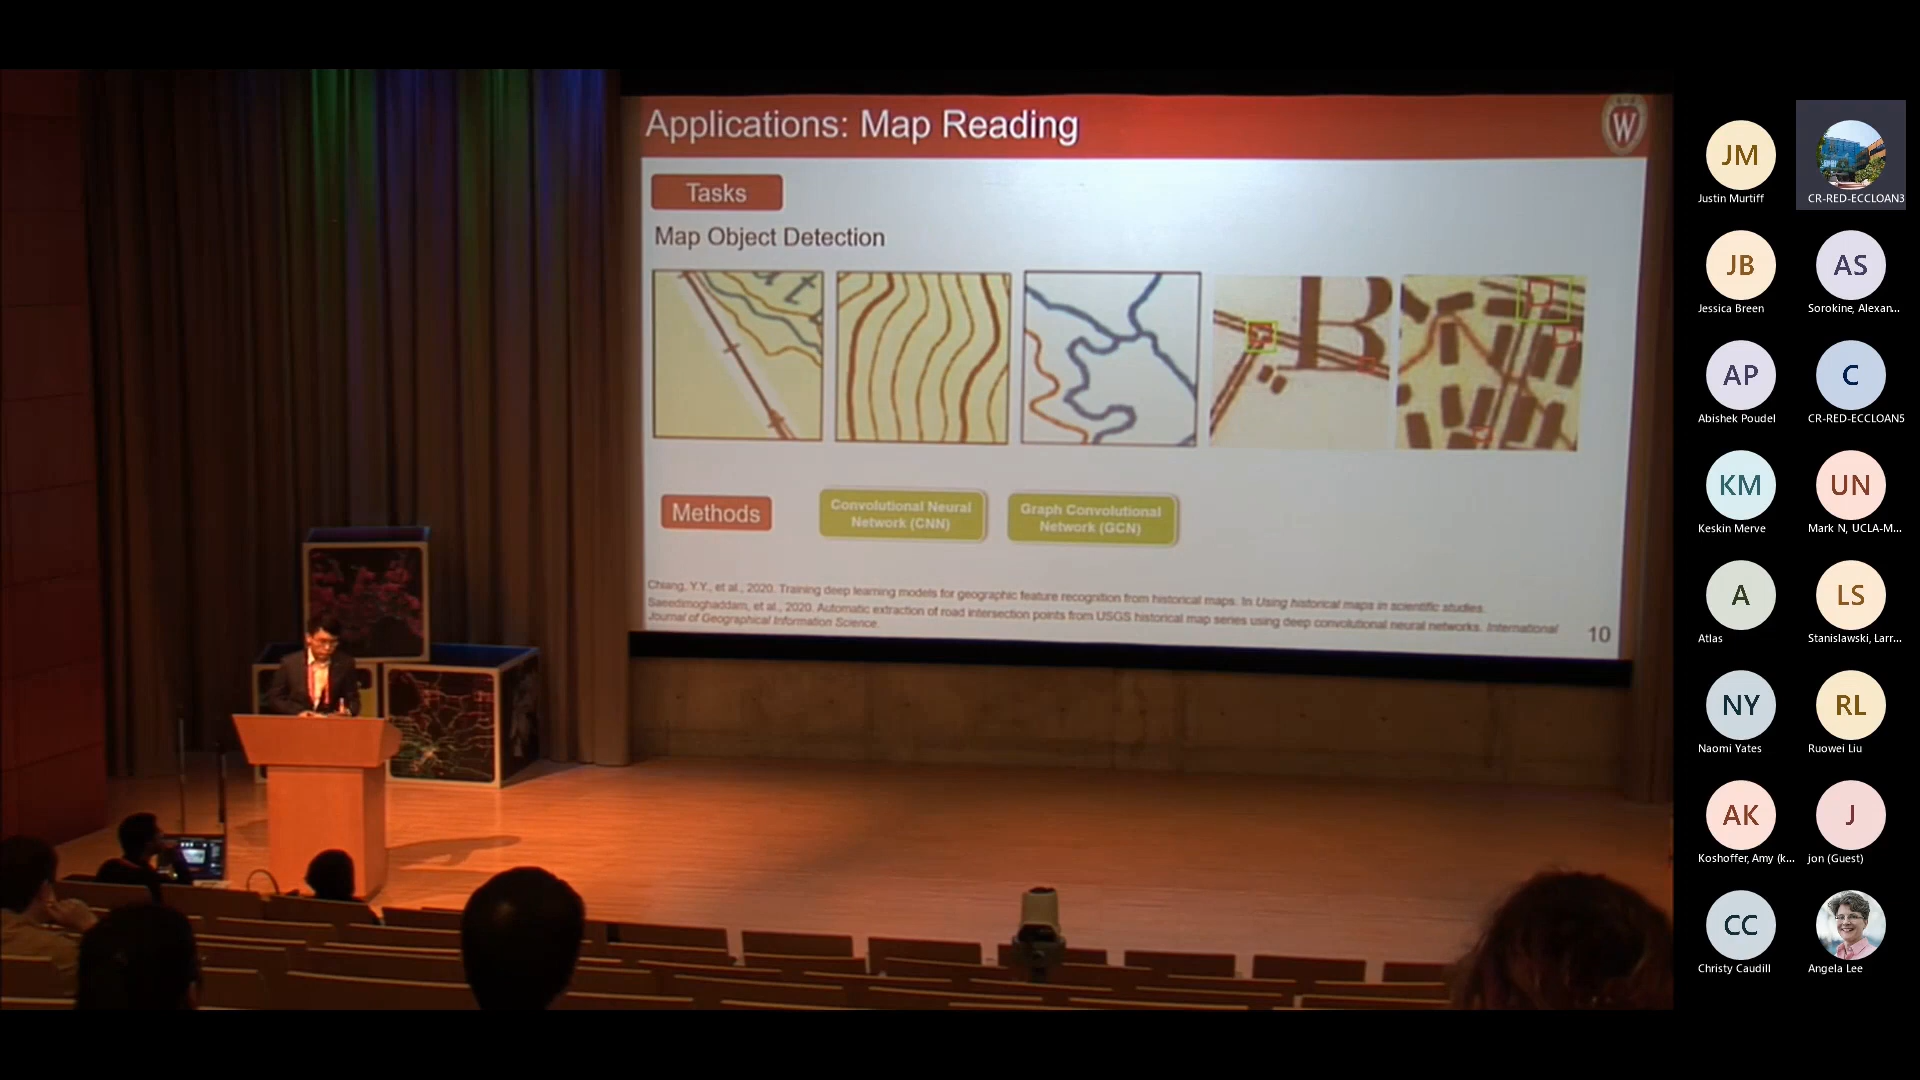 Applications: Map Reading
W
Tasks
Map Object Detection
B
Methods
Convolutional Neural
Network (CNN)
Graph Convolutional
Network (GCN)
Chiang, Y.Y., et al., 2020. Training deep learning models for geographic feature recognition from historical maps. In Using historical maps in scientific studies.
Saeedimoghaddam, et al., 2020. Automatic extraction of road intersection points from USGS historical map series using deep convolutional neural networks. International
Journal of Geographical Information Science.
10
JM
Justin Murtiff
CR-RED-ECCLOAN3
JB
Jessica Breen
AS
Sorokine, Alexan...
AP
Abishek Poudel
C
CR-RED-ECCLOAN5
KM
Keskin Merve
UN
Mark N, UCLA-M...
A
Atlas
LS
Stanislawski, Larr...
NY
Naomi Yates
RL
Ruowei Liu
AK
Koshoffer, Amy (k...
J
jon (Guest)
CC
Christy Caudill
Angela Lee